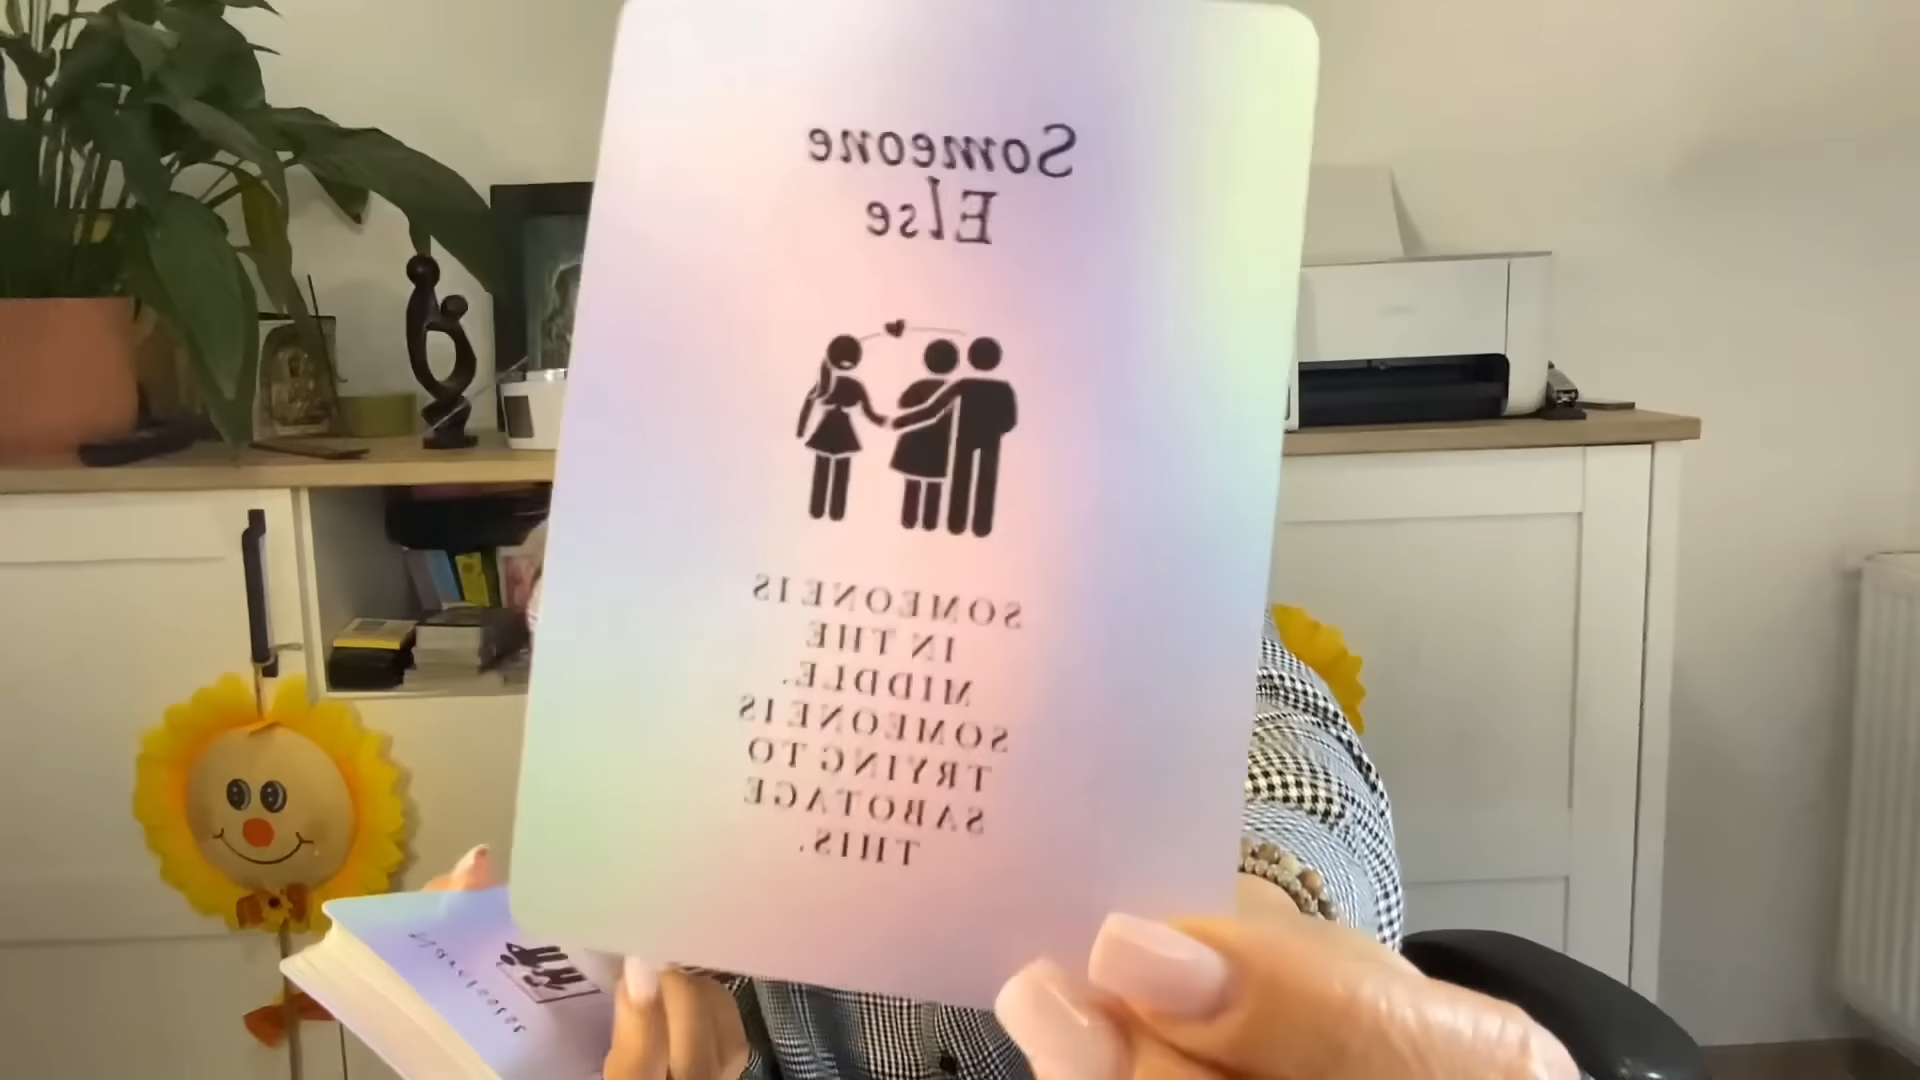 Someone
Else
SOMEONE IS
IN THE
MIDDLE.
SOMEONE IS
TRYING TO
SABOTAGE
THIS.